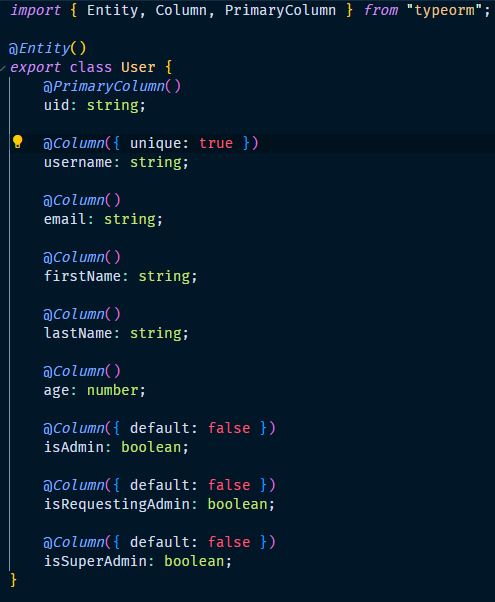 import { Entity, Column, PrimaryColumn } from "typeorm";
@Entity()
export class User {
@PrimaryColumn()
uid: string;
@Column({ unique: true })
username: string;
@Column()
email: string;
@Column()
firstName: string;
@Column()
lastName: string;
@Column()
age: number;
@Column({ default: false })
isAdmin: boolean;
@Column({ default: false })
isRequestingAdmin: boolean;
@Column({ default: false })
isSuperAdmin: boolean;
}